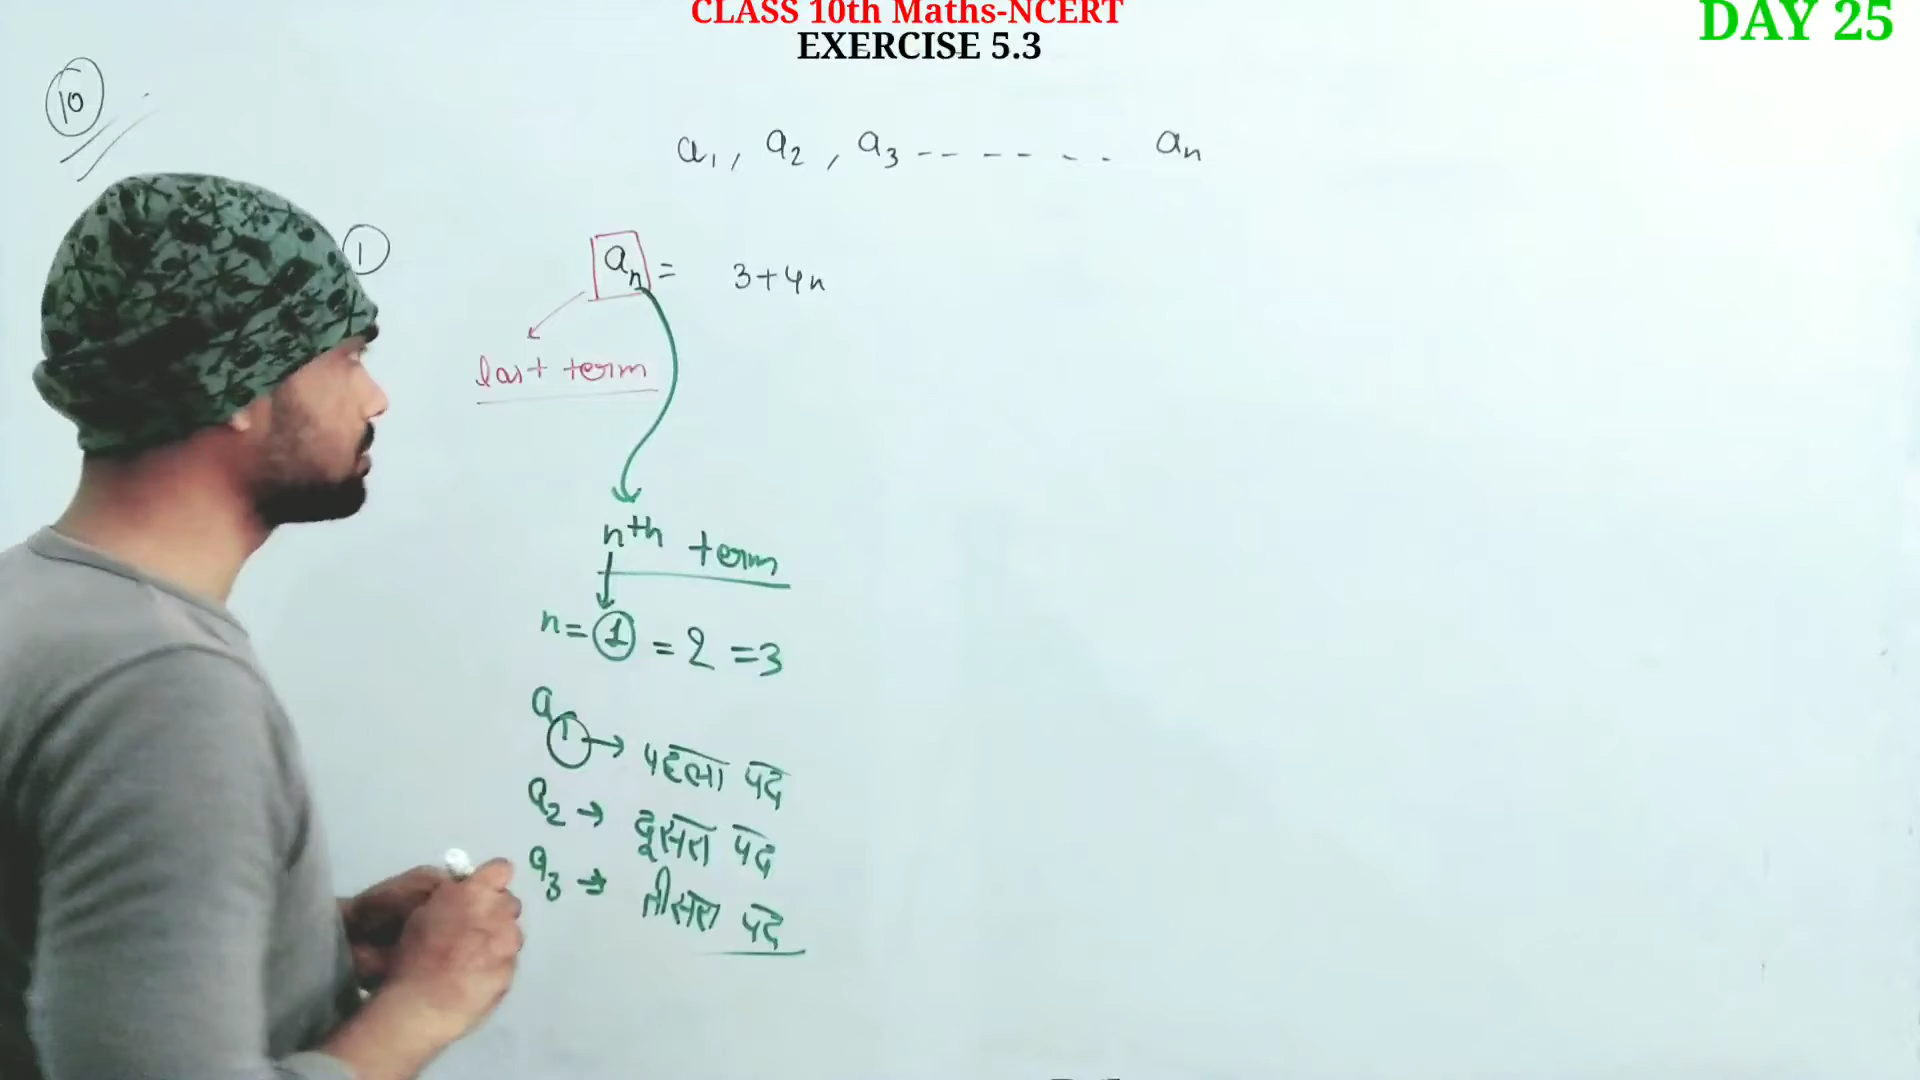 CLASS 10th Maths-NCERT
EXERCISE 5.3
DAY 25
10
a₁, a₂, a₃ ------- aₙ
1
aₙ = 3+4n
last term
nᵗʰ term
n = 1 = 2 = 3
a₁ → पहला पद
a₂ → दूसरा पद
a₃ → तीसरा पद